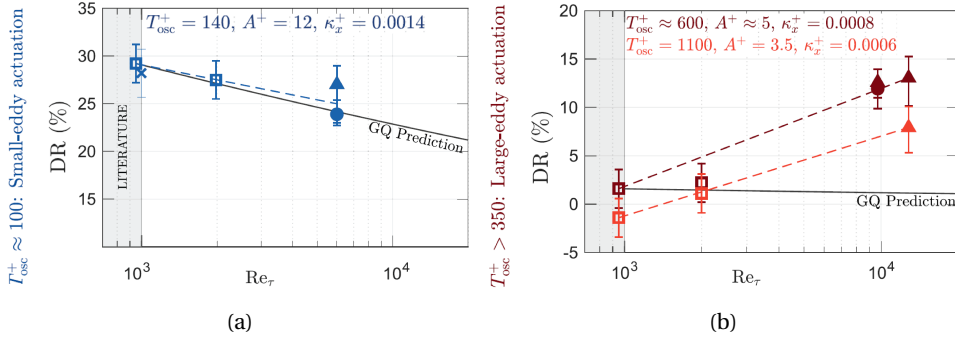 T⁺osc ≈ 100: Small-eddy actuation
DR (%)
35
30
25
20
15
T⁺osc = 140, A⁺ = 12, κ⁺x = 0.0014
LITERATURE
GQ Prediction
10³
10⁴
Reτ
(a)
T⁺osc > 350: Large-eddy actuation
DR (%)
20
15
10
5
0
-5
T⁺osc ≈ 600, A⁺ ≈ 5, κ⁺x = 0.0008
T⁺osc = 1100, A⁺ = 3.5, κ⁺x = 0.0006
GQ Prediction
10³
10⁴
Reτ
(b)